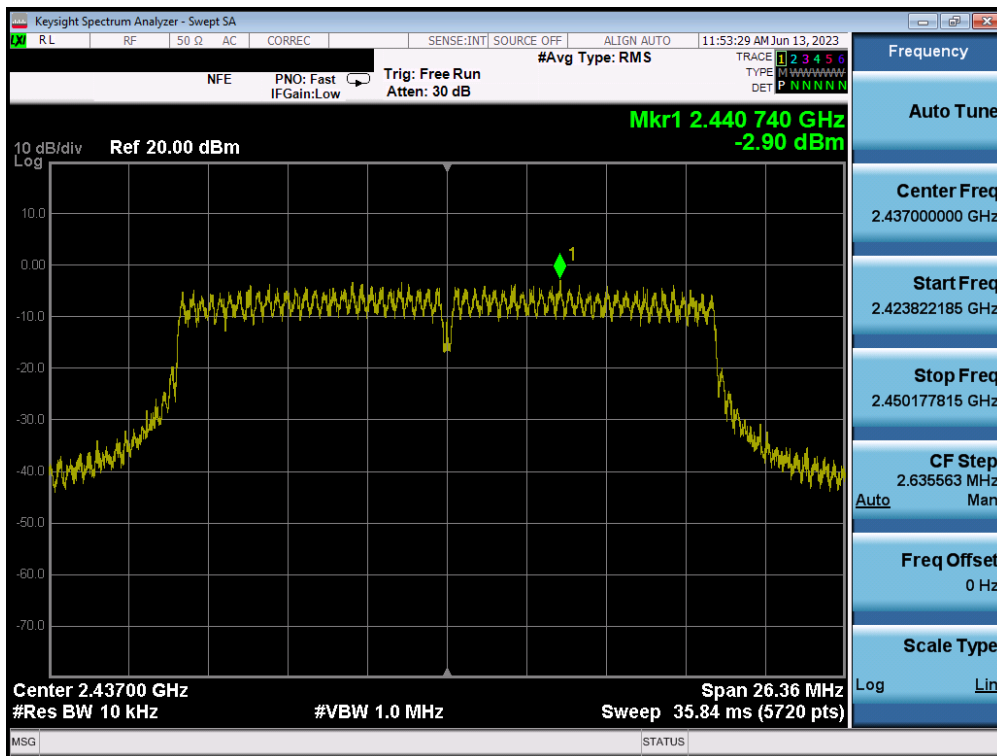 Keysight Spectrum Analyzer - Swept SA
LXI RL RF 50 Ω AC CORREC SENSE:INT SOURCE OFF ALIGN AUTO 11:53:29 AM Jun 13, 2023
NFE PNO: Fast Trig: Free Run #Avg Type: RMS TRACE 1 2 3 4 5 6
IFGain:Low Atten: 30 dB TYPE M WWWWW
DET P N N N N N
Frequency
Mkr1 2.440 740 GHz
-2.90 dBm
10 dB/div Ref 20.00 dBm
Log
10.0
0.00
-10.0
-20.0
-30.0
-40.0
-50.0
-60.0
-70.0
1
Center 2.43700 GHz Span 26.36 MHz
#Res BW 10 kHz #VBW 1.0 MHz Sweep 35.84 ms (5720 pts)
Auto Tune
Center Freq
2.437000000 GHz
Start Freq
2.423822185 GHz
Stop Freq
2.450177815 GHz
CF Step
2.635563 MHz
Auto Man
Freq Offset
0 Hz
Scale Type
Log Lin
MSG STATUS